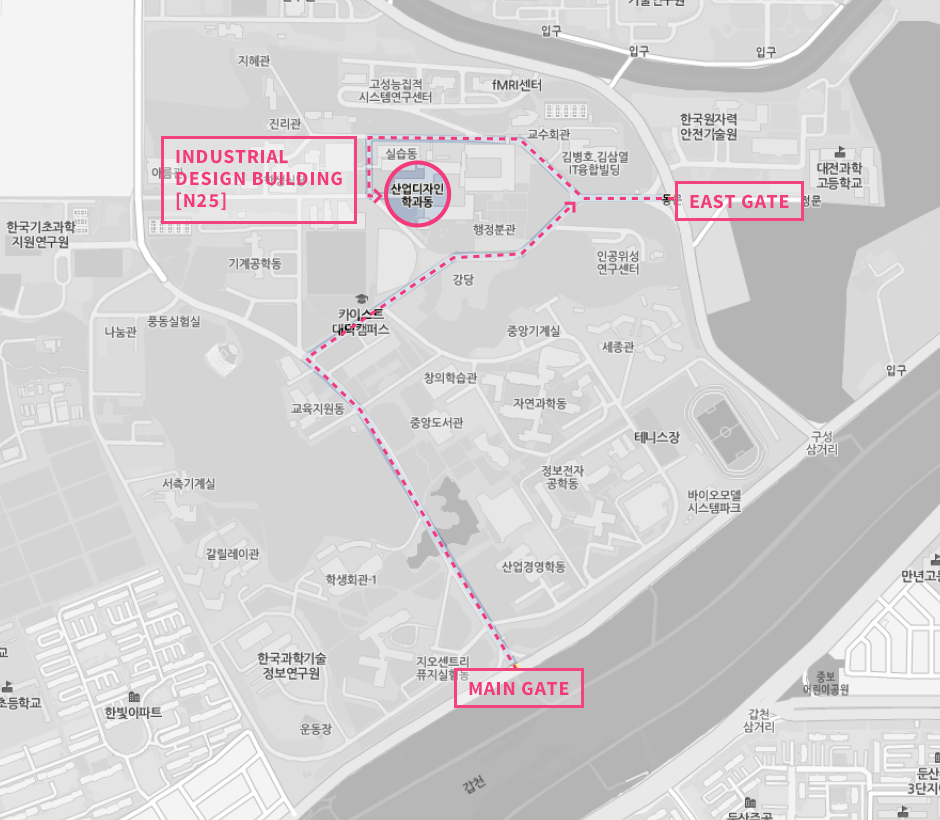 기술연구원
입구
입구
입구
지혜관
고성능집적
시스템연구센터
fMRI센터
진리관
교수회관
한국원자력
안전기술원
INDUSTRIAL
DESIGN BUILDING
[N25]
실습동
김병호.김삼열
IT융합빌딩
대전과학
고등학교
아름관
산업디자인
학과동
동문
EAST GATE
정문
한국기초과학
지원연구원
행정분관
기계공학동
강당
인공위성
연구센터
카이스트
대덕캠퍼스
나눔관
풍동실험실
중앙기계실
세종관
입구
창의학습관
교육지원동
중앙도서관
자연과학동
테니스장
구성
삼거리
서측기계실
정보전자
공학동
바이오모델
시스템파크
갈릴레이관
학생회관-1
산업경영학동
만년고등
한국과학기술
정보연구원
지오센트리
퓨지실험동
MAIN GATE
중보
어린이공원
초등학교
한빛아파트
운동장
갑천
삼거리
갑천
둔산
3단지
둔산주공